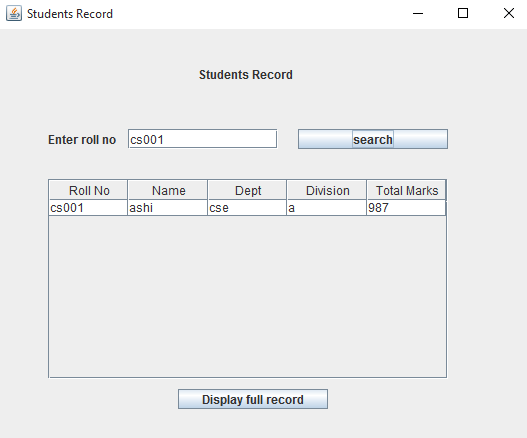 Students Record
Students Record
Enter roll no cs001 search
Roll No Name Dept Division Total Marks
cs001 ashi cse a 987
Display full record